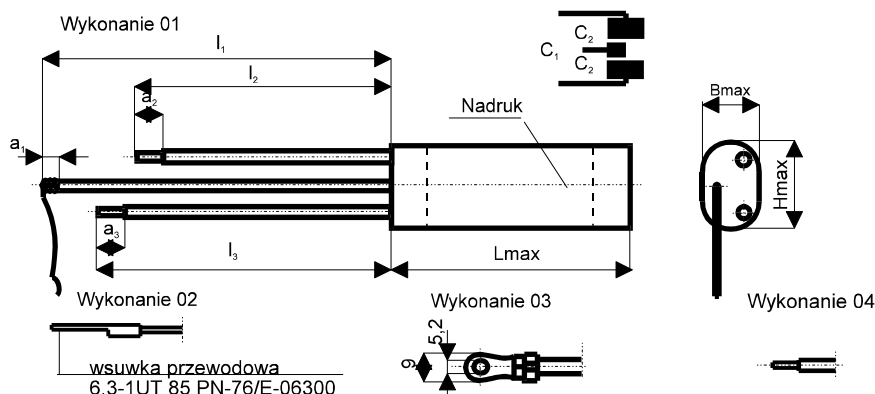 Wykonanie 01
l1
l2
a2
a1
a3
l3
Nadruk
Lmax
C2
C1
C2
Bmax
Hmax
Wykonanie 02
wsuwka przewodowa
6,3-1UT 85 PN-76/E-06300
Wykonanie 03
5,2
9
Wykonanie 04